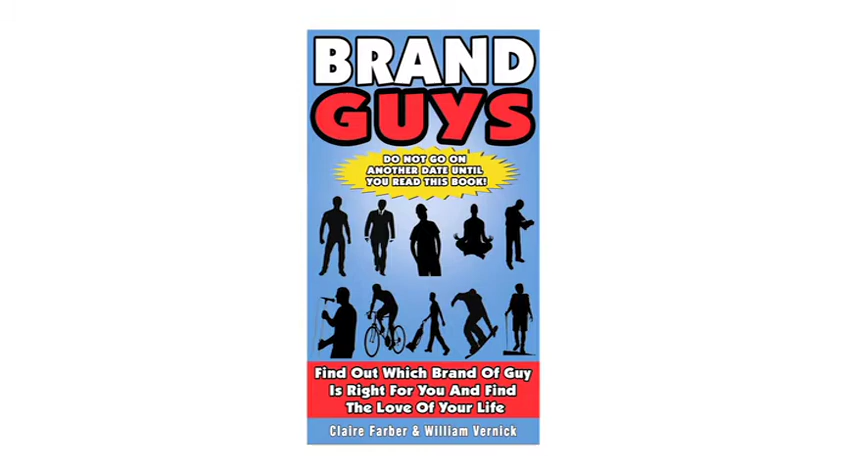 BRAND
GUYS
DO NOT GO ON
ANOTHER DATE UNTIL
YOU READ THIS BOOK!
Find Out Which Brand Of Guy
Is Right For You And Find
The Love Of Your Life
Claire Farber & William Vernick